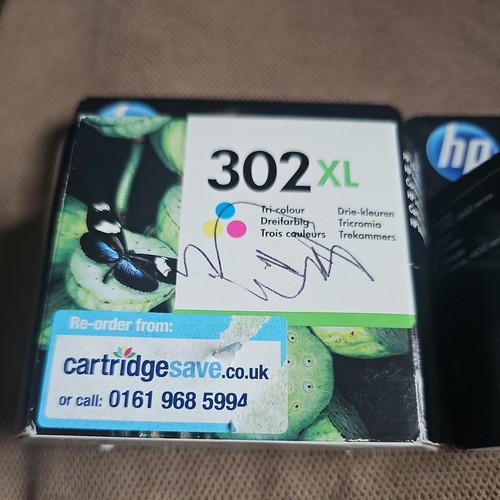 302XL
Tri-colour Drie-kleuren
Dreifarbig Tricromia
Trois couleurs Trekammers
hp
Re-order from:
cartridgesave.co.uk
or call: 0161 968 5994